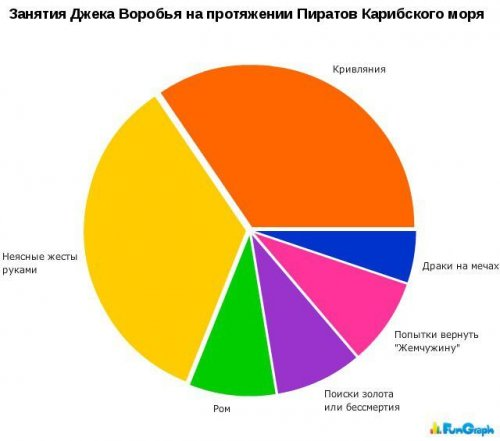 Занятия Джека Воробья на протяжении Пиратов Карибского моря
Кривляния
Неясные жесты
руками
Драки на мечах
Попытки вернуть
"Жемчужину"
Поиски золота
или бессмертия
Ром
FunGraph